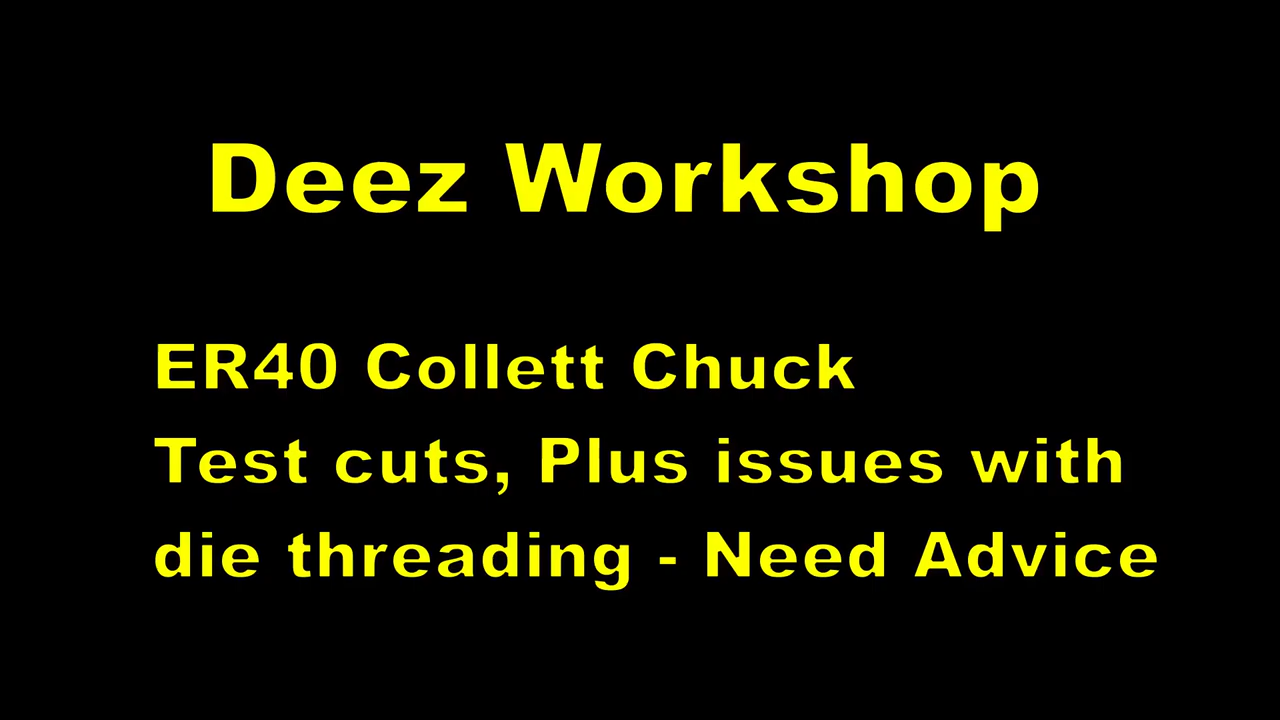 Deez Workshop
ER40 Collett Chuck
Test cuts, Plus issues with
die threading - Need Advice